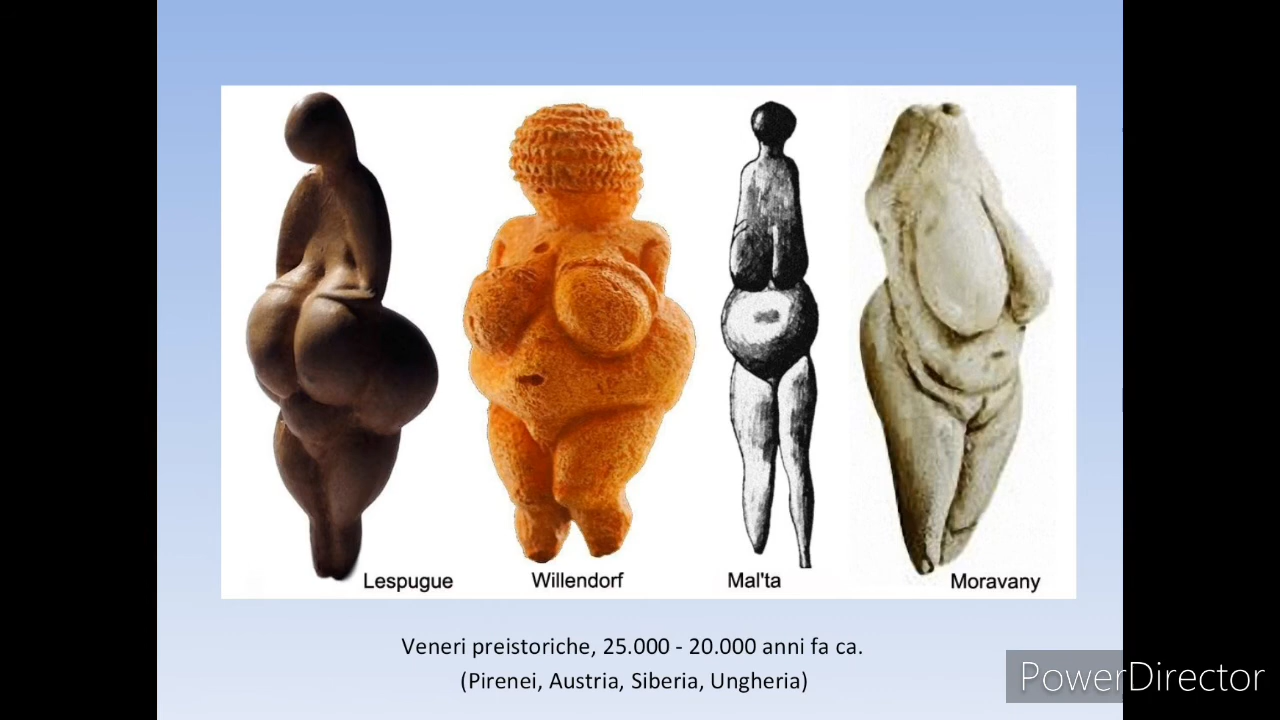 Lespugue Willendorf Mal'ta Moravany
Veneri preistoriche, 25.000 - 20.000 anni fa ca.
(Pirenei, Austria, Siberia, Ungheria)
PowerDirector